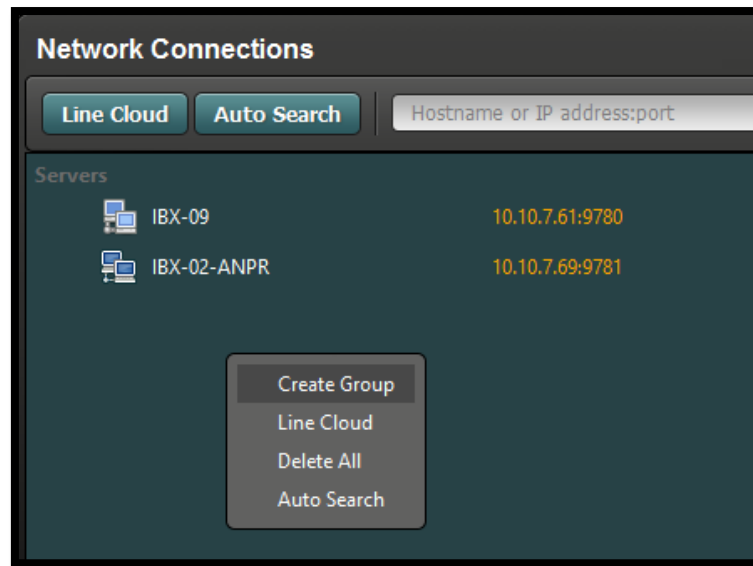 Network Connections
Line Cloud Auto Search Hostname or IP address:port
Servers
IBX-09 10.10.7.61:9780
IBX-02-ANPR 10.10.7.69:9781
Create Group
Line Cloud
Delete All
Auto Search